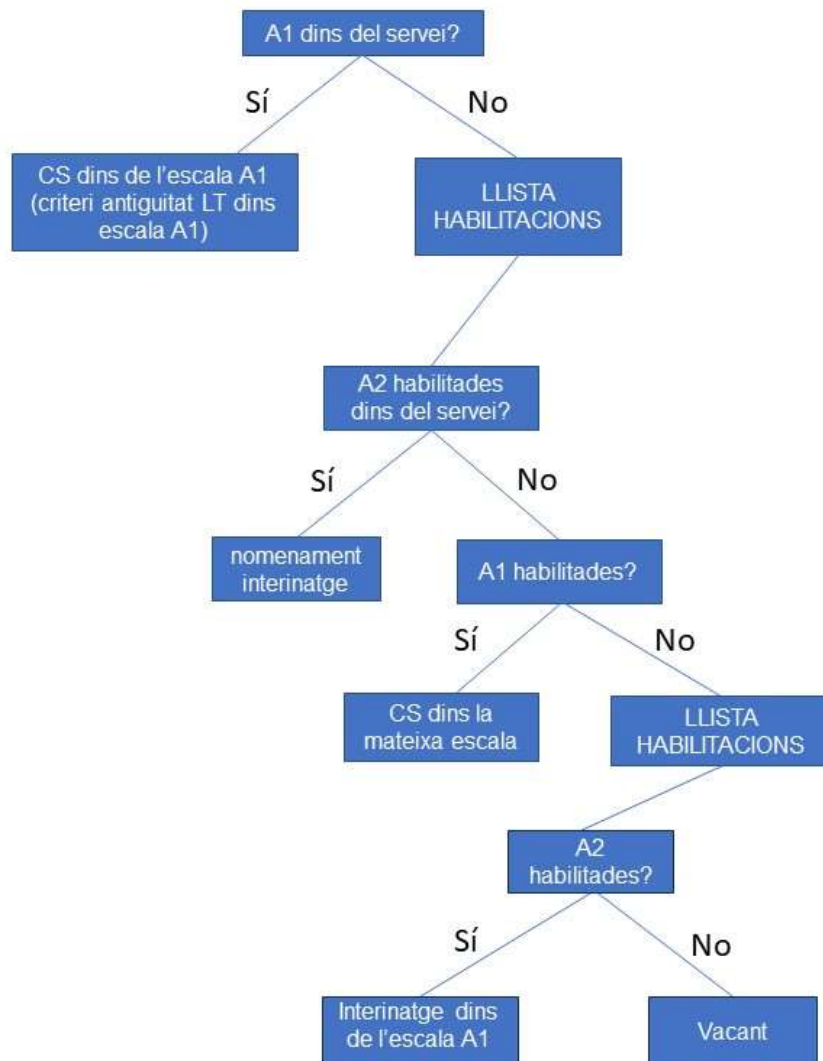 A1 dins del servei?
Sí
No
CS dins de l'escala A1
(criteri antiguitat LT dins
escala A1)
LLISTA
HABILITACIONS
A2 habilitades
dins del servei?
Sí
No
nomenament
interinatge
A1 habilitades?
Sí
No
CS dins la
mateixa escala
LLISTA
HABILITACIONS
A2
habilitades?
Sí
No
Interinatge dins
de l'escala A1
Vacant